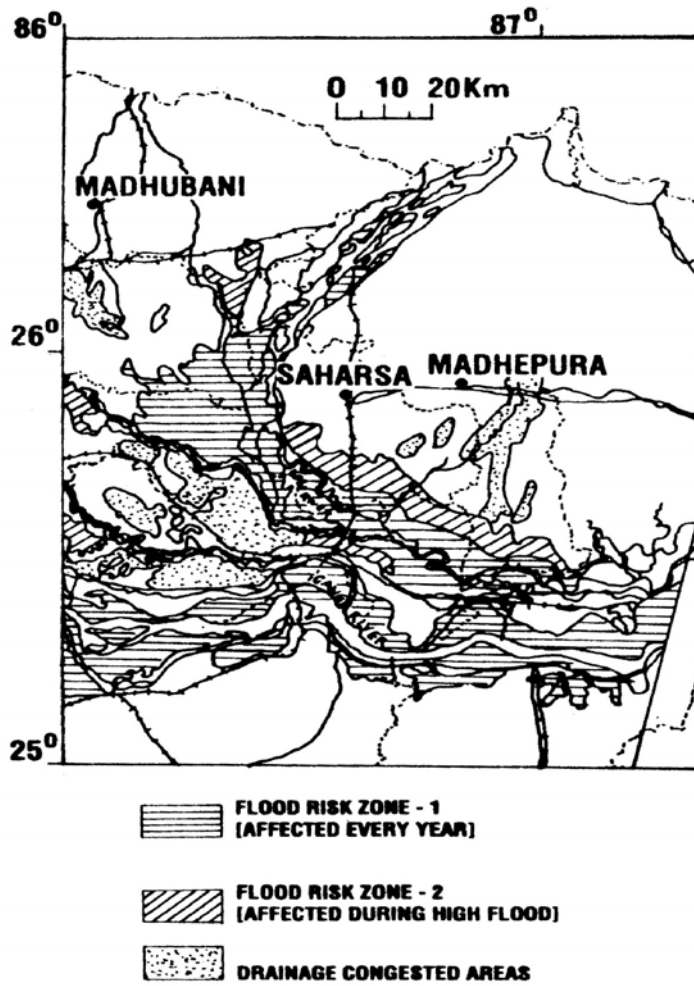 86°
87°
0 10 20Km
MADHUBANI
26°
SAHARSA
MADHEPURA
RIVER
25°
FLOOD RISK ZONE - 1
[AFFECTED EVERY YEAR]
FLOOD RISK ZONE - 2
[AFFECTED DURING HIGH FLOOD]
DRAINAGE CONGESTED AREAS